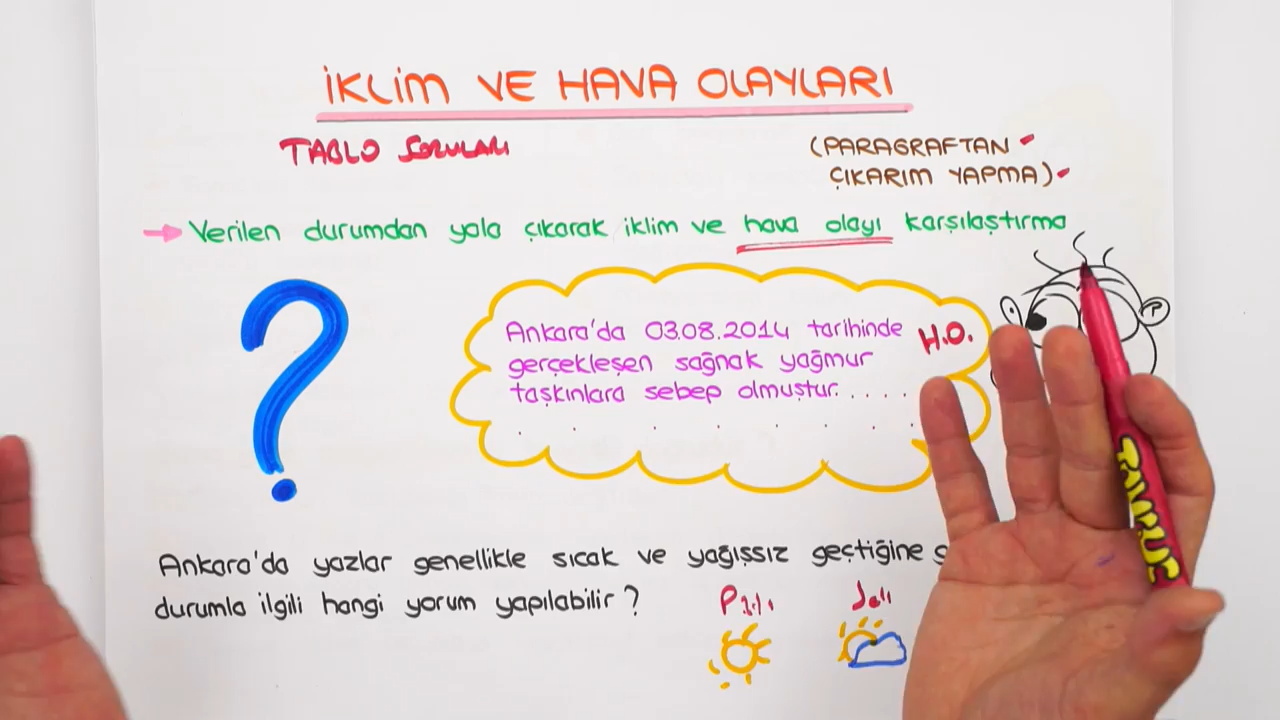 İKLİM VE HAVA OLAYLARI
TABLO SORULARI
(PARAGRAFTAN
ÇIKARIM YAPMA)
Verilen durumdan yola çıkarak iklim ve hava olayı karşılaştırma
Ankara'da 03.08.2014 tarihinde H.O.
gerçekleşen sağnak yağmur
taşkınlara sebep olmuştur. . . . .
Ankara'da yazlar genellikle sıcak ve yağışsız geçtiğine
durumla ilgili hangi yorum yapılabilir?
TAVPUC